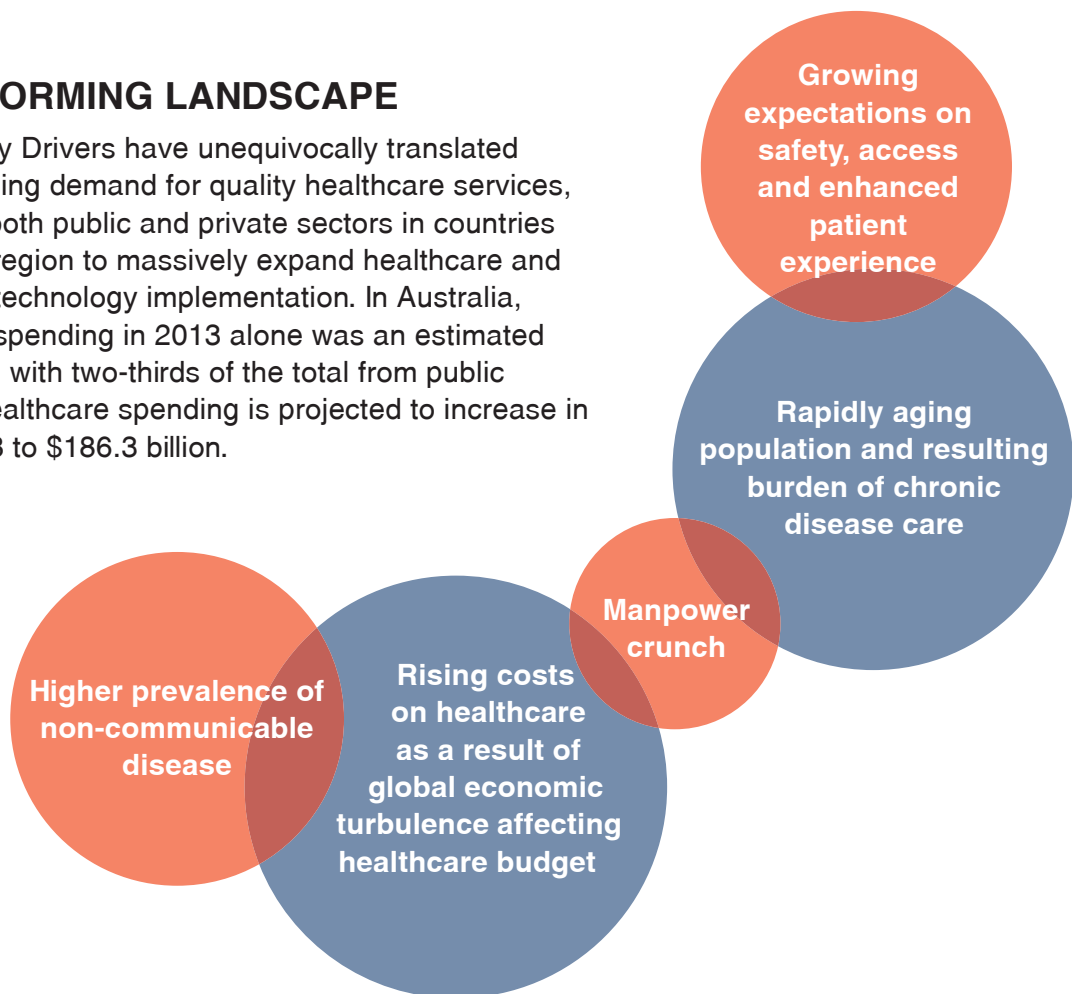 ORMING LANDSCAPE
y Drivers have unequivocally translated
ing demand for quality healthcare services,
both public and private sectors in countries
region to massively expand healthcare and
technology implementation. In Australia,
spending in 2013 alone was an estimated
with two-thirds of the total from public
ealthcare spending is projected to increase in
3 to $186.3 billion.
Growing
expectations on
safety, access
and enhanced
patient
experience
Rapidly aging
population and resulting
burden of chronic
disease care
Manpower
crunch
Rising costs
on healthcare
as a result of
global economic
turbulence affecting
healthcare budget
Higher prevalence of
non-communicable
disease